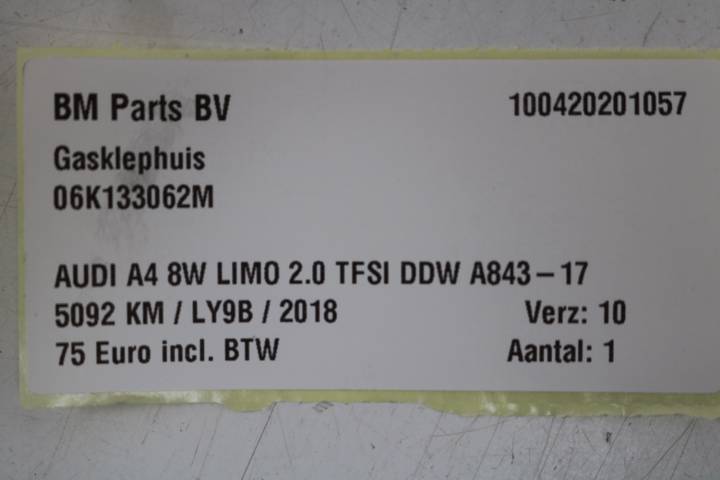 BM Parts BV 100420201057
Gasklephuis
06K133062M
AUDI A4 8W LIMO 2.0 TFSI DDW A843-17
5092 KM / LY9B / 2018 Verz: 10
75 Euro incl. BTW Aantal: 1